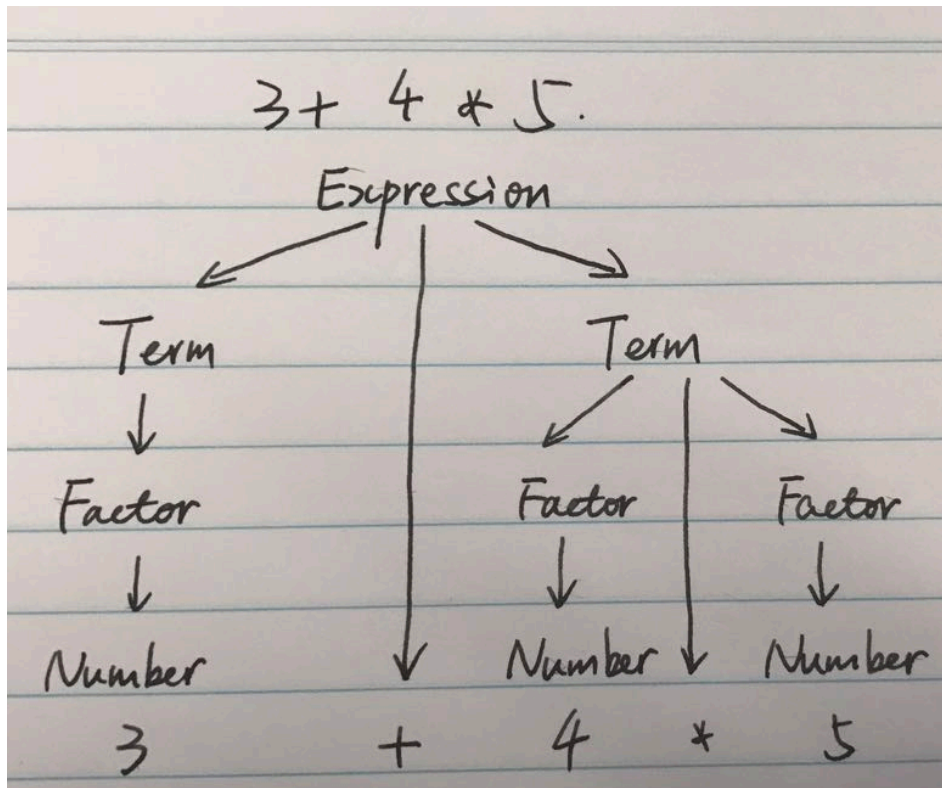 3 + 4 * 5.
Expression
Term Term
Factor Factor Factor
Number Number Number
3 + 4 * 5